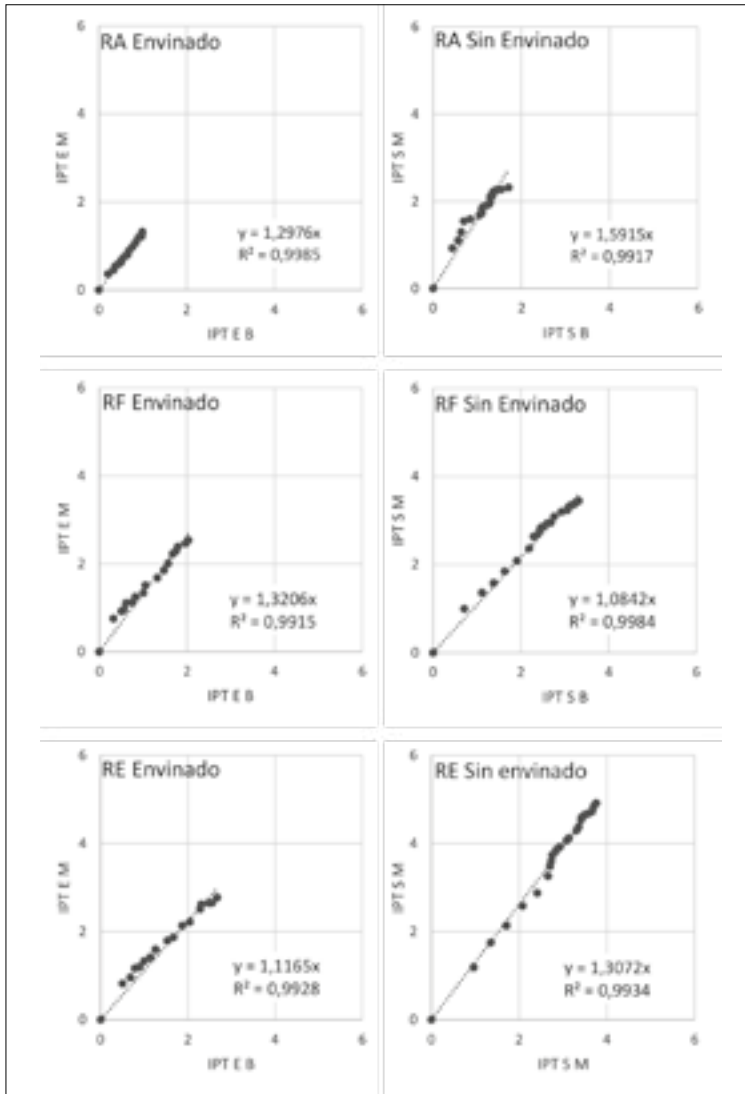 RA Envinado
6
4
2
0
IPT E M
y = 1,2976x
R² = 0,9985
0 2 4 6
IPT E B
RA Sin Envinado
6
4
2
0
IPT S M
y = 1,5915x
R² = 0,9917
0 2 4 6
IPT S B
RF Envinado
6
4
2
0
IPT E M
y = 1,3206x
R² = 0,9915
0 2 4 6
IPT E B
RF Sin Envinado
6
4
2
0
IPT S M
y = 1,0842x
R² = 0,9984
0 2 4 6
IPT S B
RE Envinado
6
4
2
0
IPT E M
y = 1,1165x
R² = 0,9928
0 2 4 6
IPT E B
RE Sin envinado
6
4
2
0
IPT S M
y = 1,3072x
R² = 0,9934
0 2 4 6
IPT S M